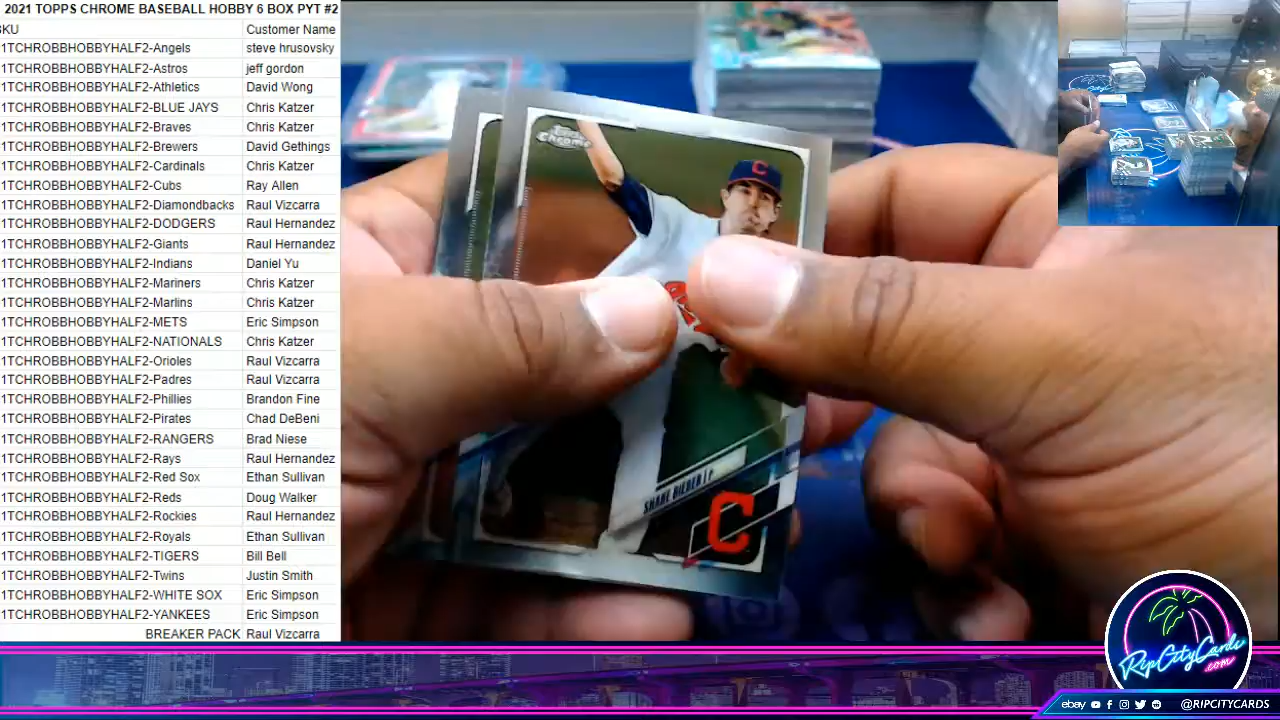 2021 TOPPS CHROME BASEBALL HOBBY 6 BOX PYT #2
SKU Customer Name
1TCHROBBHOBBYHALF2-Angels steve hrusovsky
1TCHROBBHOBBYHALF2-Astros jeff gordon
1TCHROBBHOBBYHALF2-Athletics David Wong
1TCHROBBHOBBYHALF2-BLUE JAYS Chris Katzer
1TCHROBBHOBBYHALF2-Braves Chris Katzer
1TCHROBBHOBBYHALF2-Brewers David Gethings
1TCHROBBHOBBYHALF2-Cardinals Chris Katzer
1TCHROBBHOBBYHALF2-Cubs Ray Allen
1TCHROBBHOBBYHALF2-Diamondbacks Raul Vizcarra
1TCHROBBHOBBYHALF2-DODGERS Raul Hernandez
1TCHROBBHOBBYHALF2-Giants Raul Hernandez
1TCHROBBHOBBYHALF2-Indians Daniel Yu
1TCHROBBHOBBYHALF2-Mariners Chris Katzer
1TCHROBBHOBBYHALF2-Marlins Chris Katzer
1TCHROBBHOBBYHALF2-METS Eric Simpson
1TCHROBBHOBBYHALF2-NATIONALS Chris Katzer
1TCHROBBHOBBYHALF2-Orioles Raul Vizcarra
1TCHROBBHOBBYHALF2-Padres Raul Vizcarra
1TCHROBBHOBBYHALF2-Phillies Brandon Fine
1TCHROBBHOBBYHALF2-Pirates Chad DeBeni
1TCHROBBHOBBYHALF2-RANGERS Brad Niese
1TCHROBBHOBBYHALF2-Rays Raul Hernandez
1TCHROBBHOBBYHALF2-Red Sox Ethan Sullivan
1TCHROBBHOBBYHALF2-Reds Doug Walker
1TCHROBBHOBBYHALF2-Rockies Raul Hernandez
1TCHROBBHOBBYHALF2-Royals Ethan Sullivan
1TCHROBBHOBBYHALF2-TIGERS Bill Bell
1TCHROBBHOBBYHALF2-Twins Justin Smith
1TCHROBBHOBBYHALF2-WHITE SOX Eric Simpson
1TCHROBBHOBBYHALF2-YANKEES Eric Simpson
BREAKER PACK Raul Vizcarra
Topps
Chrome
C
SHANE BIEBER
C
RipCityCards
.com
ebay @RIPCITYCARDS